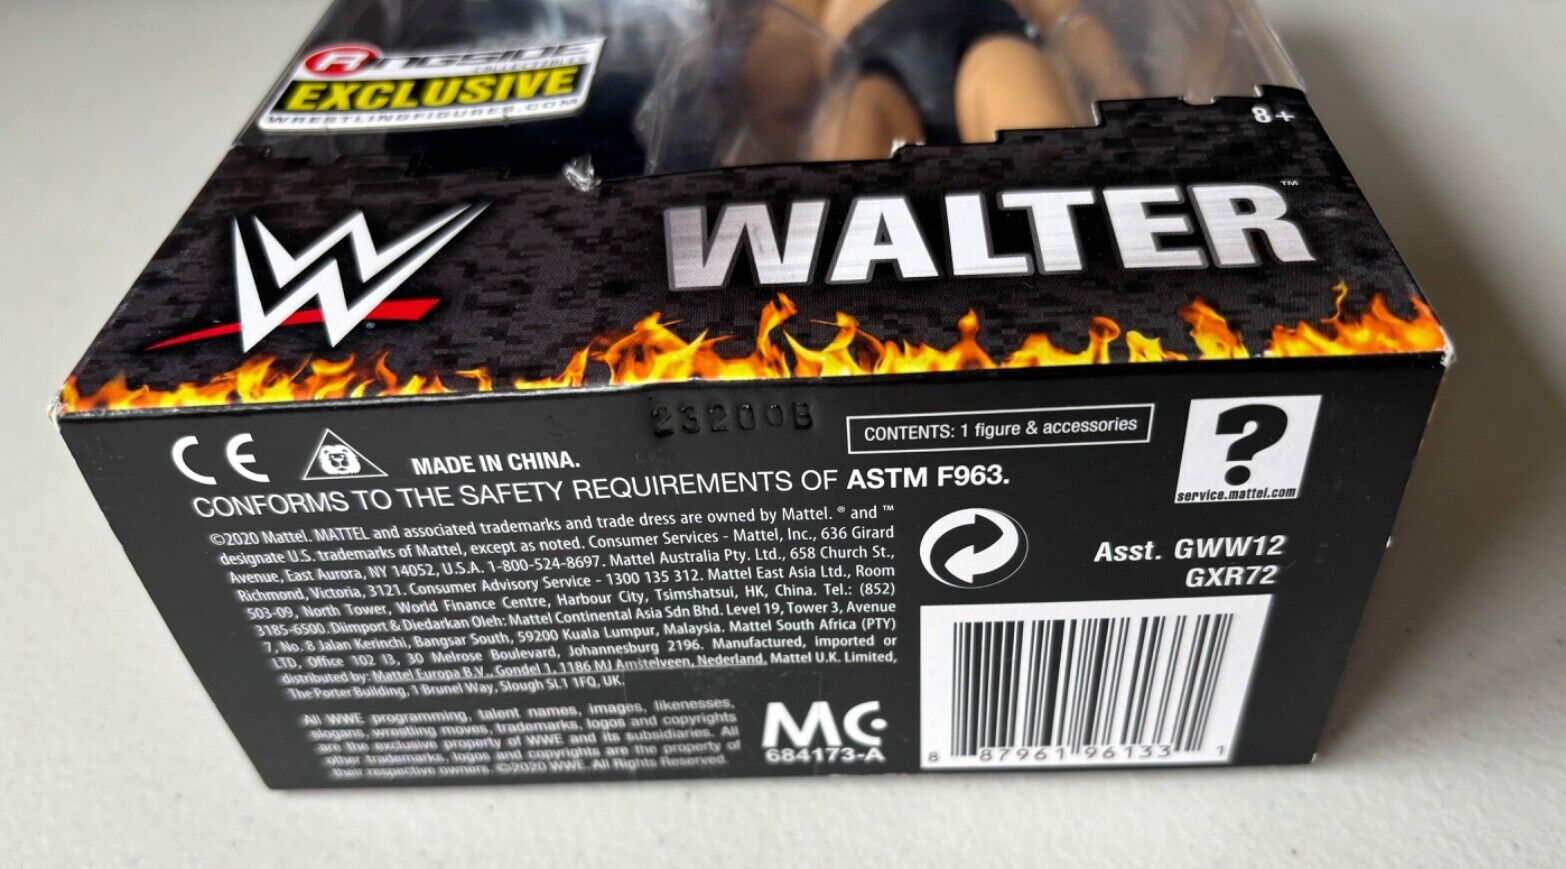 RINGSIDE
COLLECTIBLES
EXCLUSIVE
WRESTLINGFIGURES.COM
8+
W
WALTER™
23200B
CONTENTS: 1 figure & accessories
?
service.mattel.com
CE
MADE IN CHINA.
CONFORMS TO THE SAFETY REQUIREMENTS OF ASTM F963.
©2020 Mattel. MATTEL and associated trademarks and trade dress are owned by Mattel. ® and ™
designate U.S. trademarks of Mattel, except as noted. Consumer Services - Mattel, Inc., 636 Girard
Avenue, East Aurora, NY 14052, U.S.A. 1-800-524-8697. Mattel Australia Pty. Ltd., 658 Church St.,
Richmond, Victoria, 3121. Consumer Advisory Service - 1300 135 312. Mattel East Asia Ltd., Room
503-09, North Tower, World Finance Centre, Harbour City, Tsimshatsui, HK, China. Tel.: (852)
3185-6500. Diimport & Diedarkan Oleh: Mattel Continental Asia Sdn Bhd. Level 19, Tower 3, Avenue
7, No. 8 Jalan Kerinchi, Bangsar South, 59200 Kuala Lumpur, Malaysia. Mattel South Africa (PTY)
LTD, Office 102 I3, 30 Melrose Boulevard, Johannesburg 2196. Manufactured, imported or
distributed by: Mattel Europa B.V., Gondel 1, 1186 MJ Amstelveen, Nederland. Mattel U.K. Limited,
The Porter Building, 1 Brunel Way, Slough SL1 1FQ, UK.
All WWE programming, talent names, images, likenesses,
slogans, wrestling moves, trademarks, logos and copyrights
are the exclusive property of WWE and its subsidiaries. All
other trademarks, logos and copyrights are the property of
their respective owners. ©2020 WWE. All Rights Reserved.
MC
684173-A
Asst. GWW12
GXR72
8 87961 96133 1